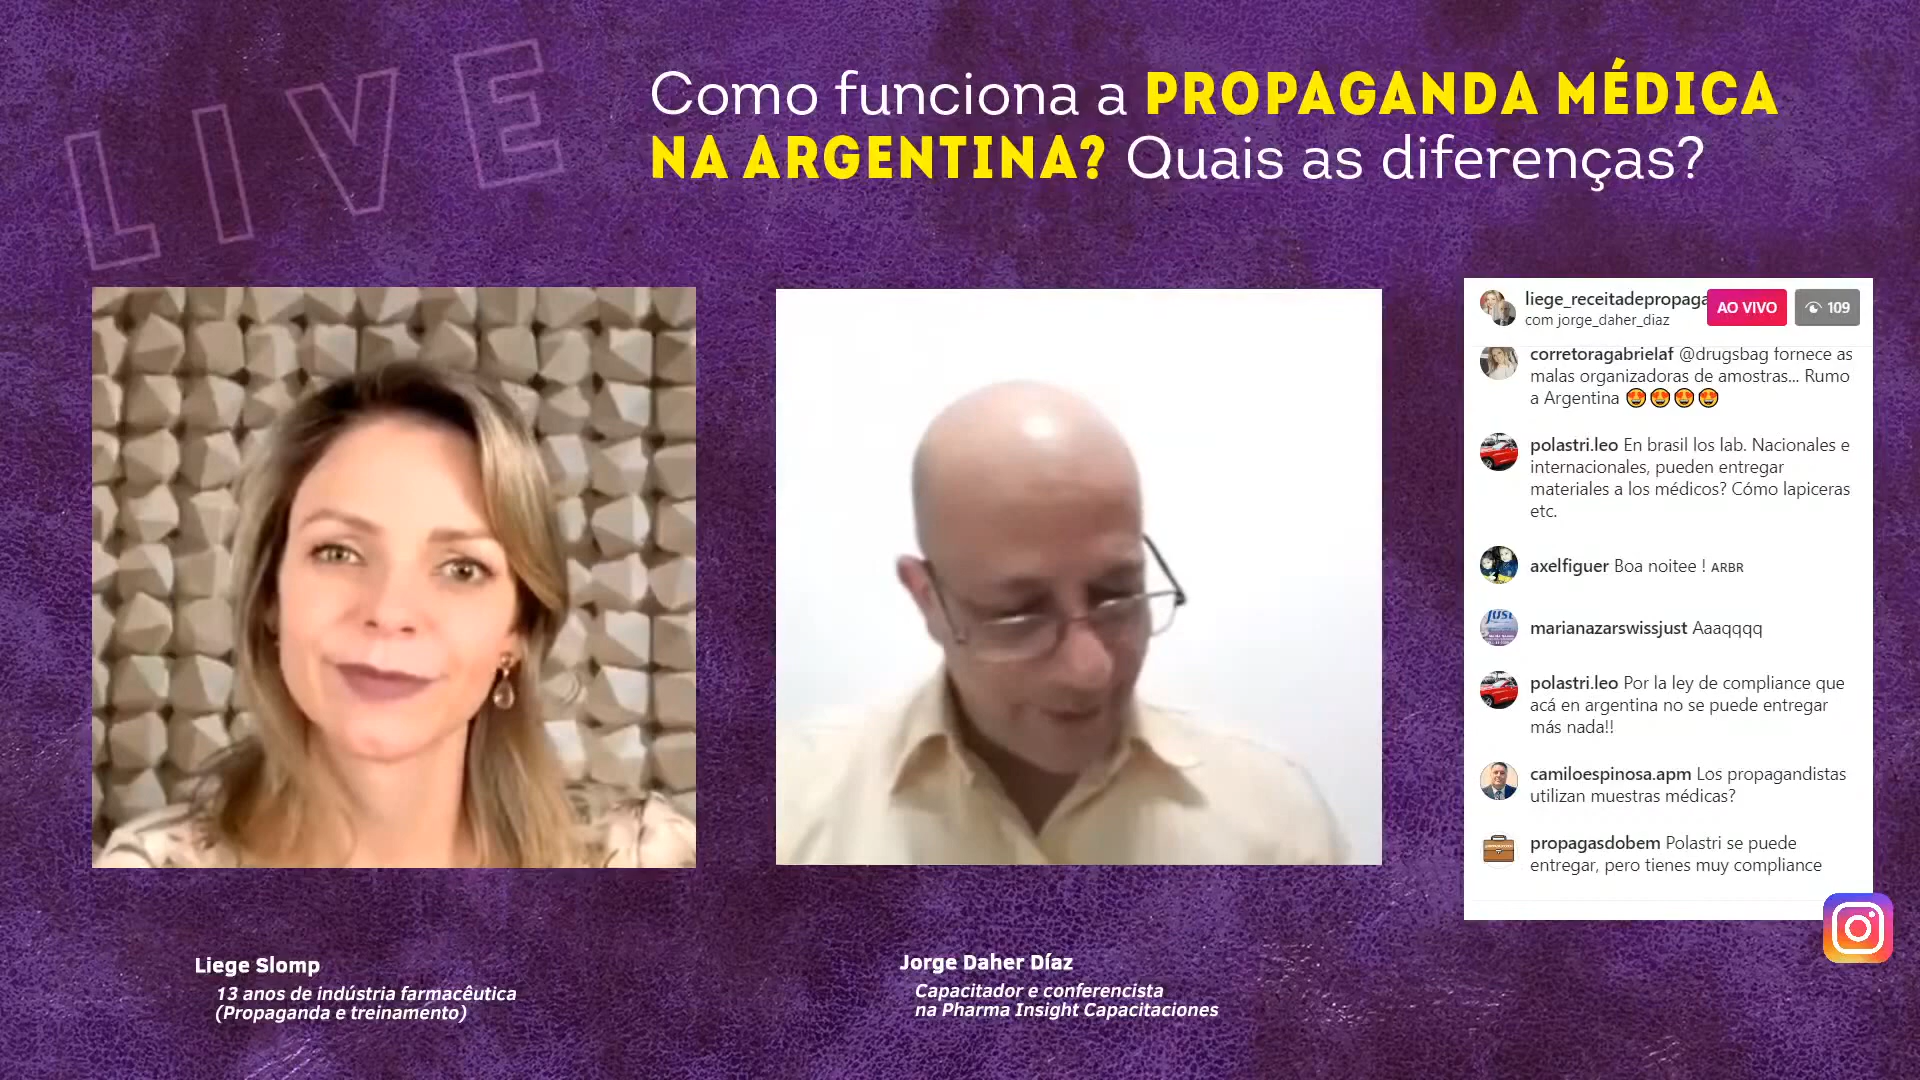 LIVE
Como funciona a PROPAGANDA MÉDICA
NA ARGENTINA? Quais as diferenças?
liege_receitadepropaga
com jorge_daher_diaz
AO VIVO
109
corretoragabrielaf @drugsbag fornece as
malas organizadoras de amostras... Rumo
a Argentina 🤩🤩🤩🤩
polastri.leo En brasil los lab. Nacionales e
internacionales, pueden entregar
materiales a los médicos? Cómo lapiceras
etc.
axelfiguer Boa noitee ! ARBR
JUST
marianazarswissjust Aaaqqqq
polastri.leo Por la ley de compliance que
acá en argentina no se puede entregar
más nada!!
camiloespinosa.apm Los propagandistas
utilizan muestras médicas?
propagasdobem Polastri se puede
entregar, pero tienes muy compliance
Liege Slomp
13 anos de indústria farmacêutica
(Propaganda e treinamento)
Jorge Daher Díaz
Capacitador e conferencista
na Pharma Insight Capacitaciones